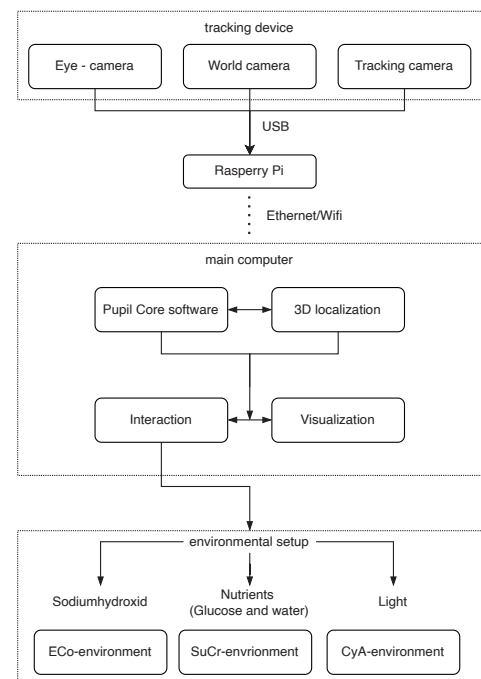 tracking device
Eye - camera
World camera
Tracking camera
USB
Rasperry Pi
Ethernet/Wifi
main computer
Pupil Core software
3D localization
Interaction
Visualization
environmental setup
Sodiumhydroxid
Nutrients
(Glucose and water)
Light
ECo-environment
SuCr-envrionment
CyA-environment